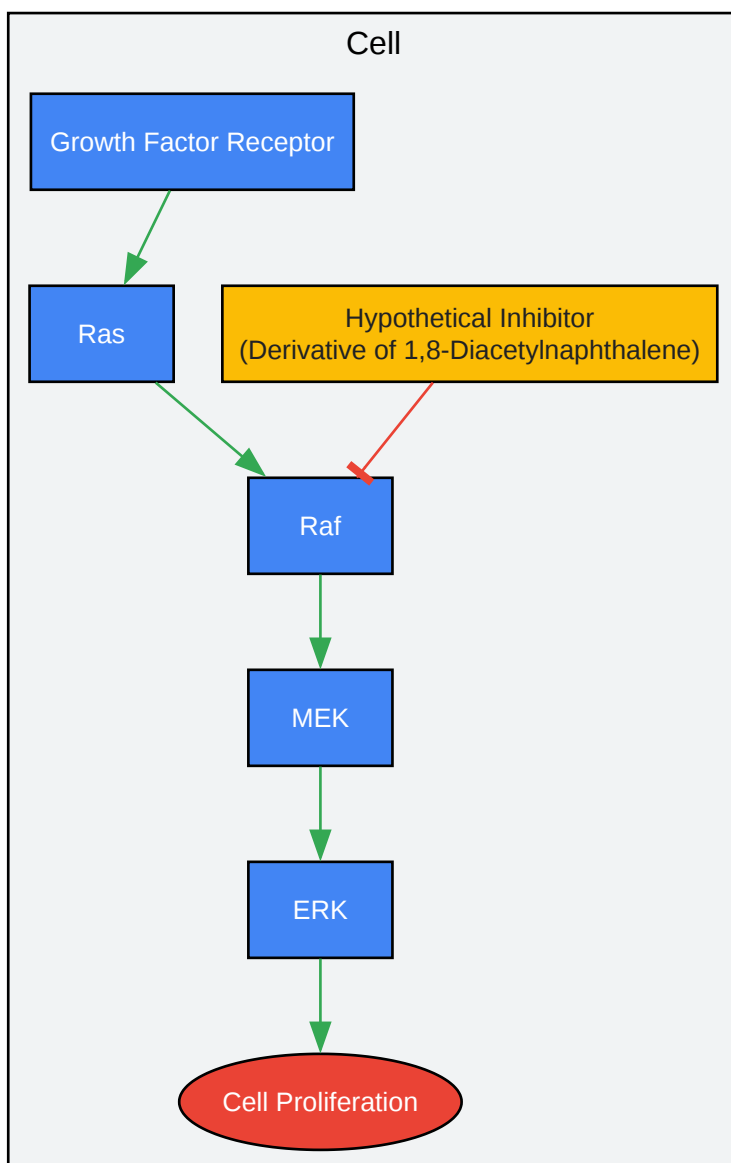 Cell
Growth Factor Receptor
Ras
Hypothetical Inhibitor
(Derivative of 1,8-Diacetylnaphthalene)
Raf
MEK
ERK
Cell Proliferation